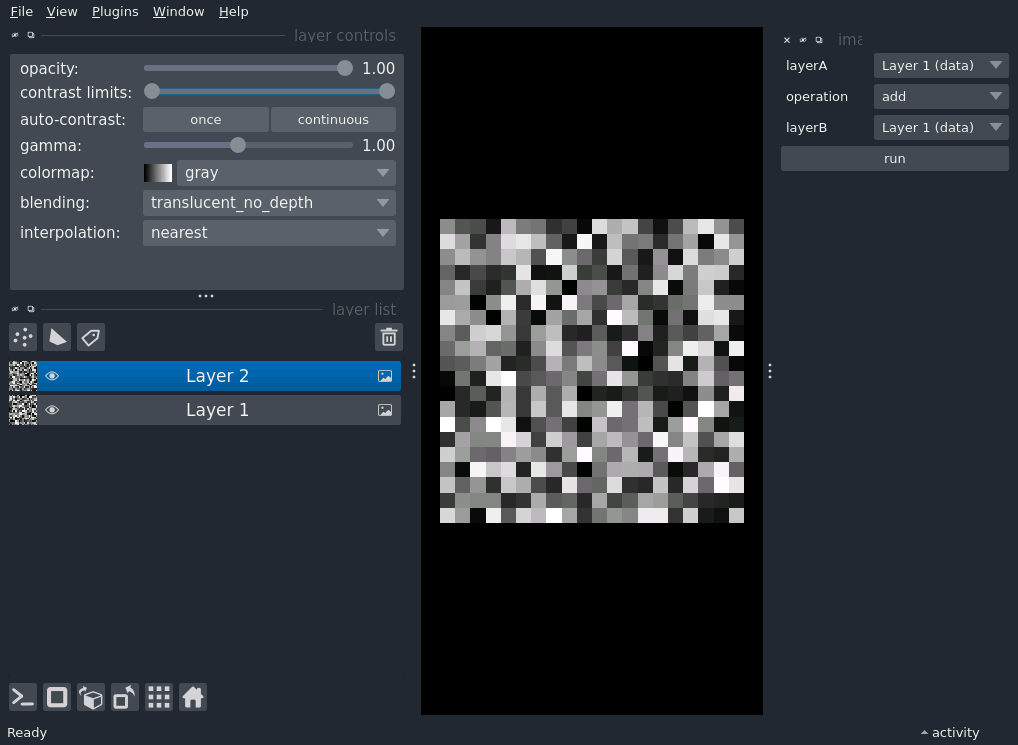 File View Plugins Window Help
layer controls
opacity: 1.00
contrast limits:
auto-contrast: once continuous
gamma: 1.00
colormap: gray
blending: translucent_no_depth
interpolation: nearest
layer list
Layer 2
Layer 1
layerA Layer 1 (data)
operation add
layerB Layer 1 (data)
run
Ready
activity